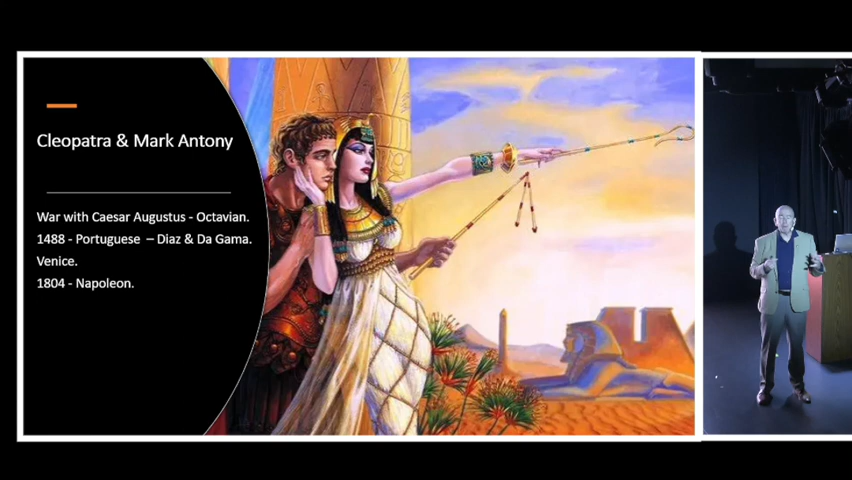 Cleopatra & Mark Antony
War with Caesar Augustus - Octavian.
1488 - Portuguese – Diaz & Da Gama.
Venice.
1804 - Napoleon.